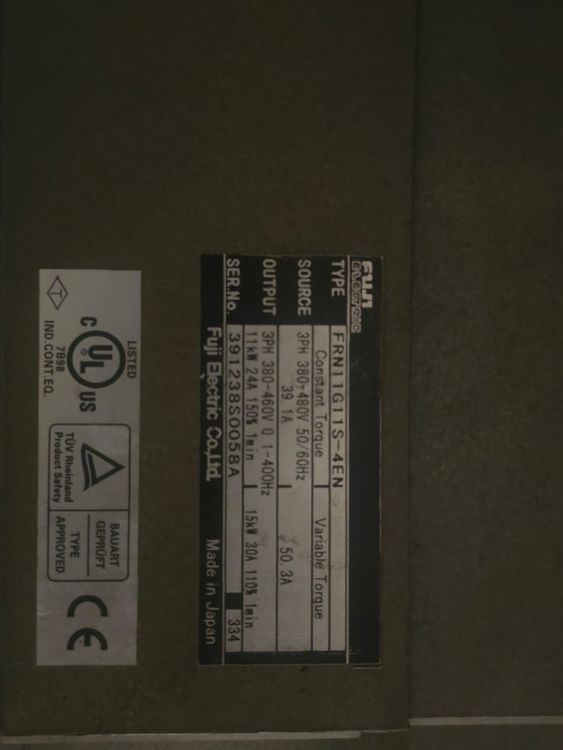 FUJI
ELECTRIC
TYPE FRN11G11S-4EN
Constant Torque Variable Torque
SOURCE 3PH 380-480V 50/60Hz
39.1A 50.3A
OUTPUT 3PH 380-460V 0.1-400Hz
11kW 24A 150% 1min 15kW 30A 110% 1min
SER.No. 391238S0058A 334
Fuji Electric Co.,Ltd. Made in Japan
LISTED
C UL US
7B98
IND.CONT.EQ.
T
TÜV Rheinland
Product Safety
BAUART
GEPRÜFT
TYPE
APPROVED
CE